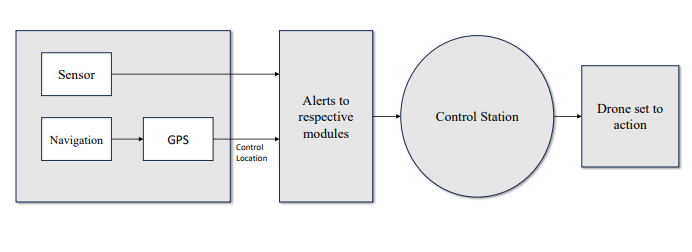 Sensor
Navigation
GPS
Control
Location
Alerts to
respective
modules
Control Station
Drone set to
action